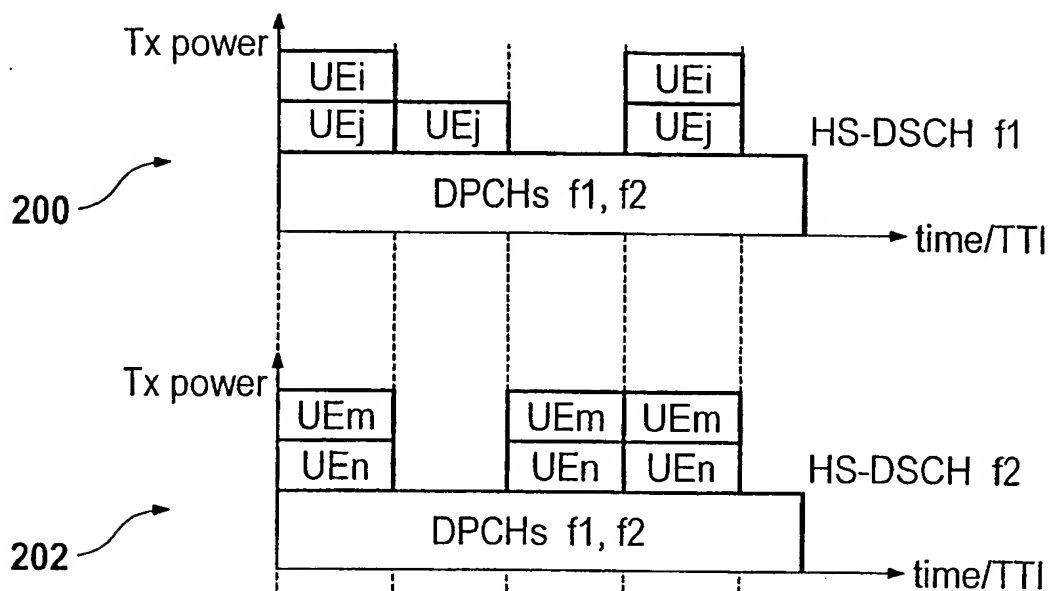 Tx power
UEi UEi
UEj UEj UEj HS-DSCH f1
DPCHs f1, f2
200
time/TTI
Tx power
UEm UEm UEm
UEn UEn UEn HS-DSCH f2
DPCHs f1, f2
202
time/TTI